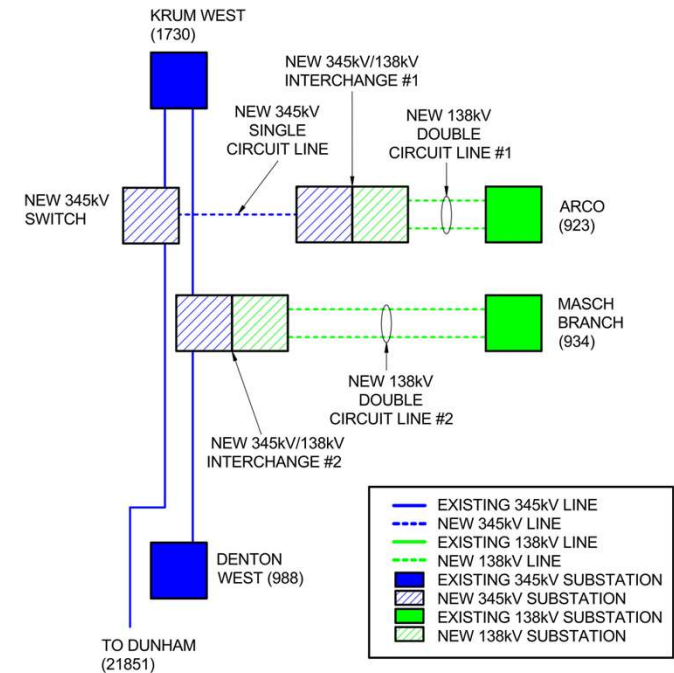 KRUM WEST
(1730)
NEW 345kV/138kV
INTERCHANGE #1
NEW 345kV
SINGLE
CIRCUIT LINE
NEW 138kV
DOUBLE
CIRCUIT LINE #1
NEW 345kV
SWITCH
ARCO
(923)
MASCH
BRANCH
(934)
NEW 138kV
DOUBLE
CIRCUIT LINE #2
NEW 345kV/138kV
INTERCHANGE #2
DENTON
WEST (988)
TO DUNHAM
(21851)
EXISTING 345kV LINE
NEW 345kV LINE
EXISTING 138kV LINE
NEW 138kV LINE
EXISTING 345kV SUBSTATION
NEW 345kV SUBSTATION
EXISTING 138kV SUBSTATION
NEW 138kV SUBSTATION